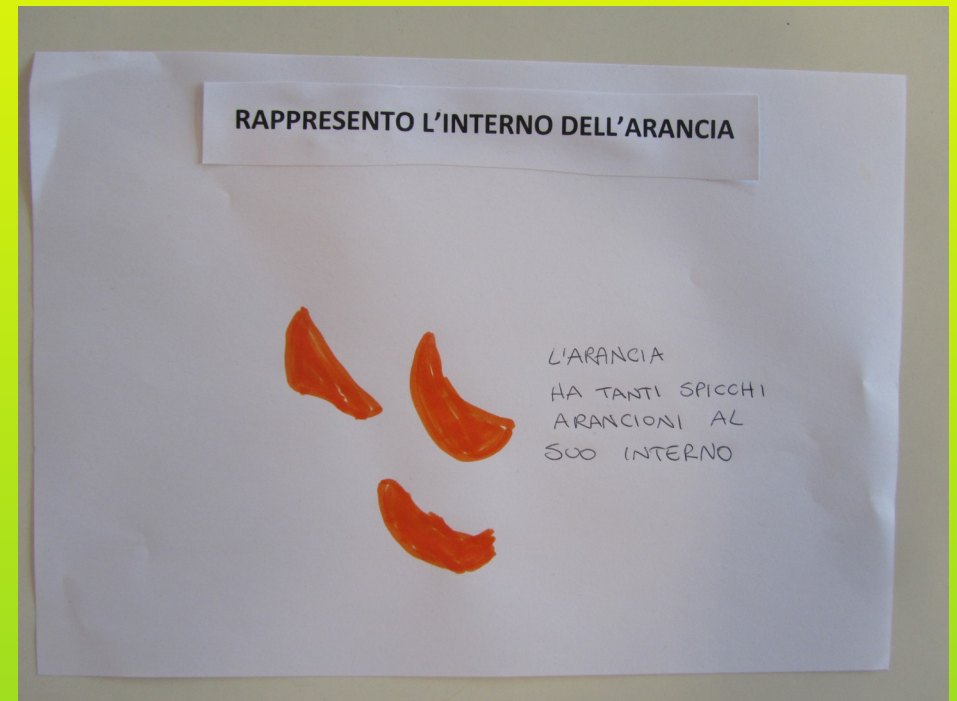 RAPPRESENTO L'INTERNO DELL'ARANCIA
L'ARANCIA
HA TANTI SPICCHI
ARANCIONI AL
SUO INTERNO